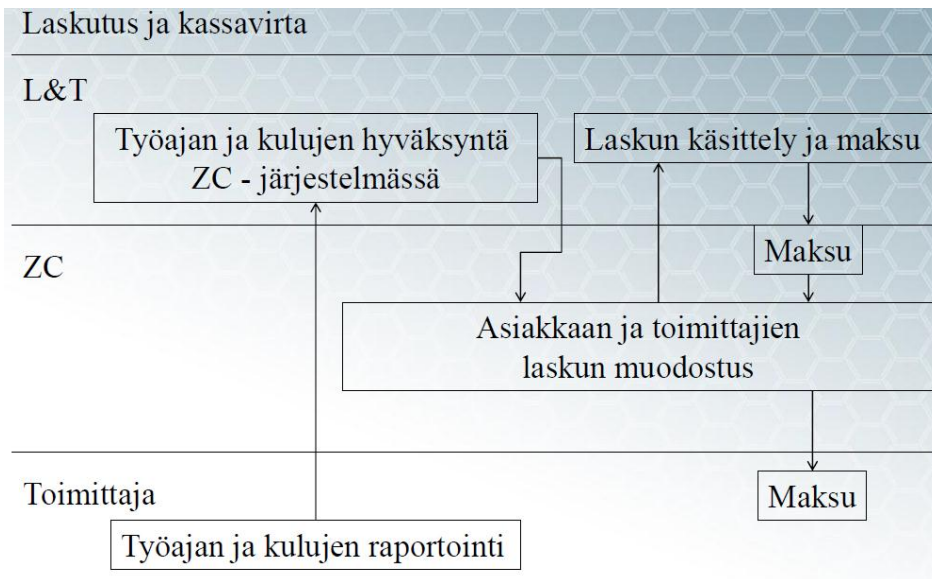 Laskutus ja kassavirta
L&T
Työajan ja kulujen hyväksyntä
ZC - järjestelmässä
Laskun käsittely ja maksu
ZC
Maksu
Asiakkaan ja toimittajien
laskun muodostus
Toimittaja
Maksu
Työajan ja kulujen raportointi